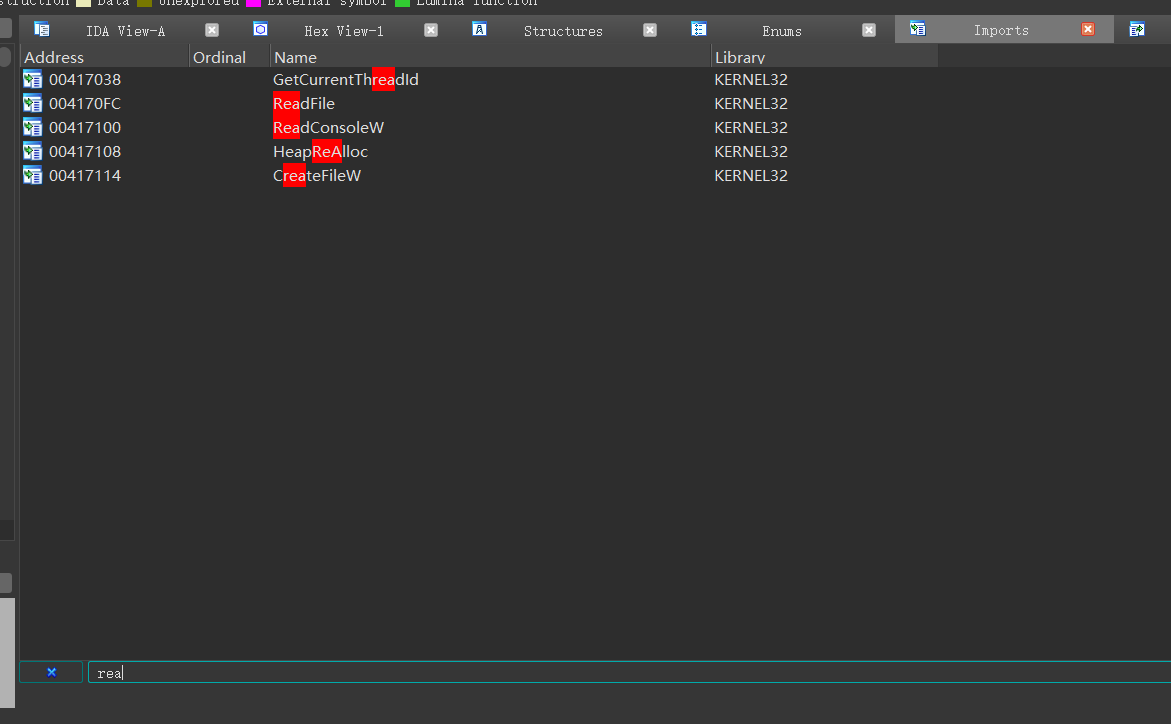 struction Data Unexplored External symbol Lumina function
IDA View-A Hex View-1 Structures Enums Imports
Address Ordinal Name Library
00417038 GetCurrentThreadId KERNEL32
004170FC ReadFile KERNEL32
00417100 ReadConsoleW KERNEL32
00417108 HeapReAlloc KERNEL32
00417114 CreateFileW KERNEL32
rea